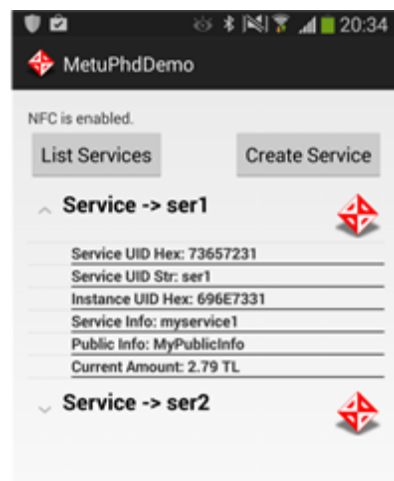 20:34
MetuPhdDemo
NFC is enabled.
List Services Create Service
Service -> ser1
Service UID Hex: 73657231
Service UID Str: ser1
Instance UID Hex: 696E7331
Service Info: myservice1
Public Info: MyPublicInfo
Current Amount: 2.79 TL
Service -> ser2